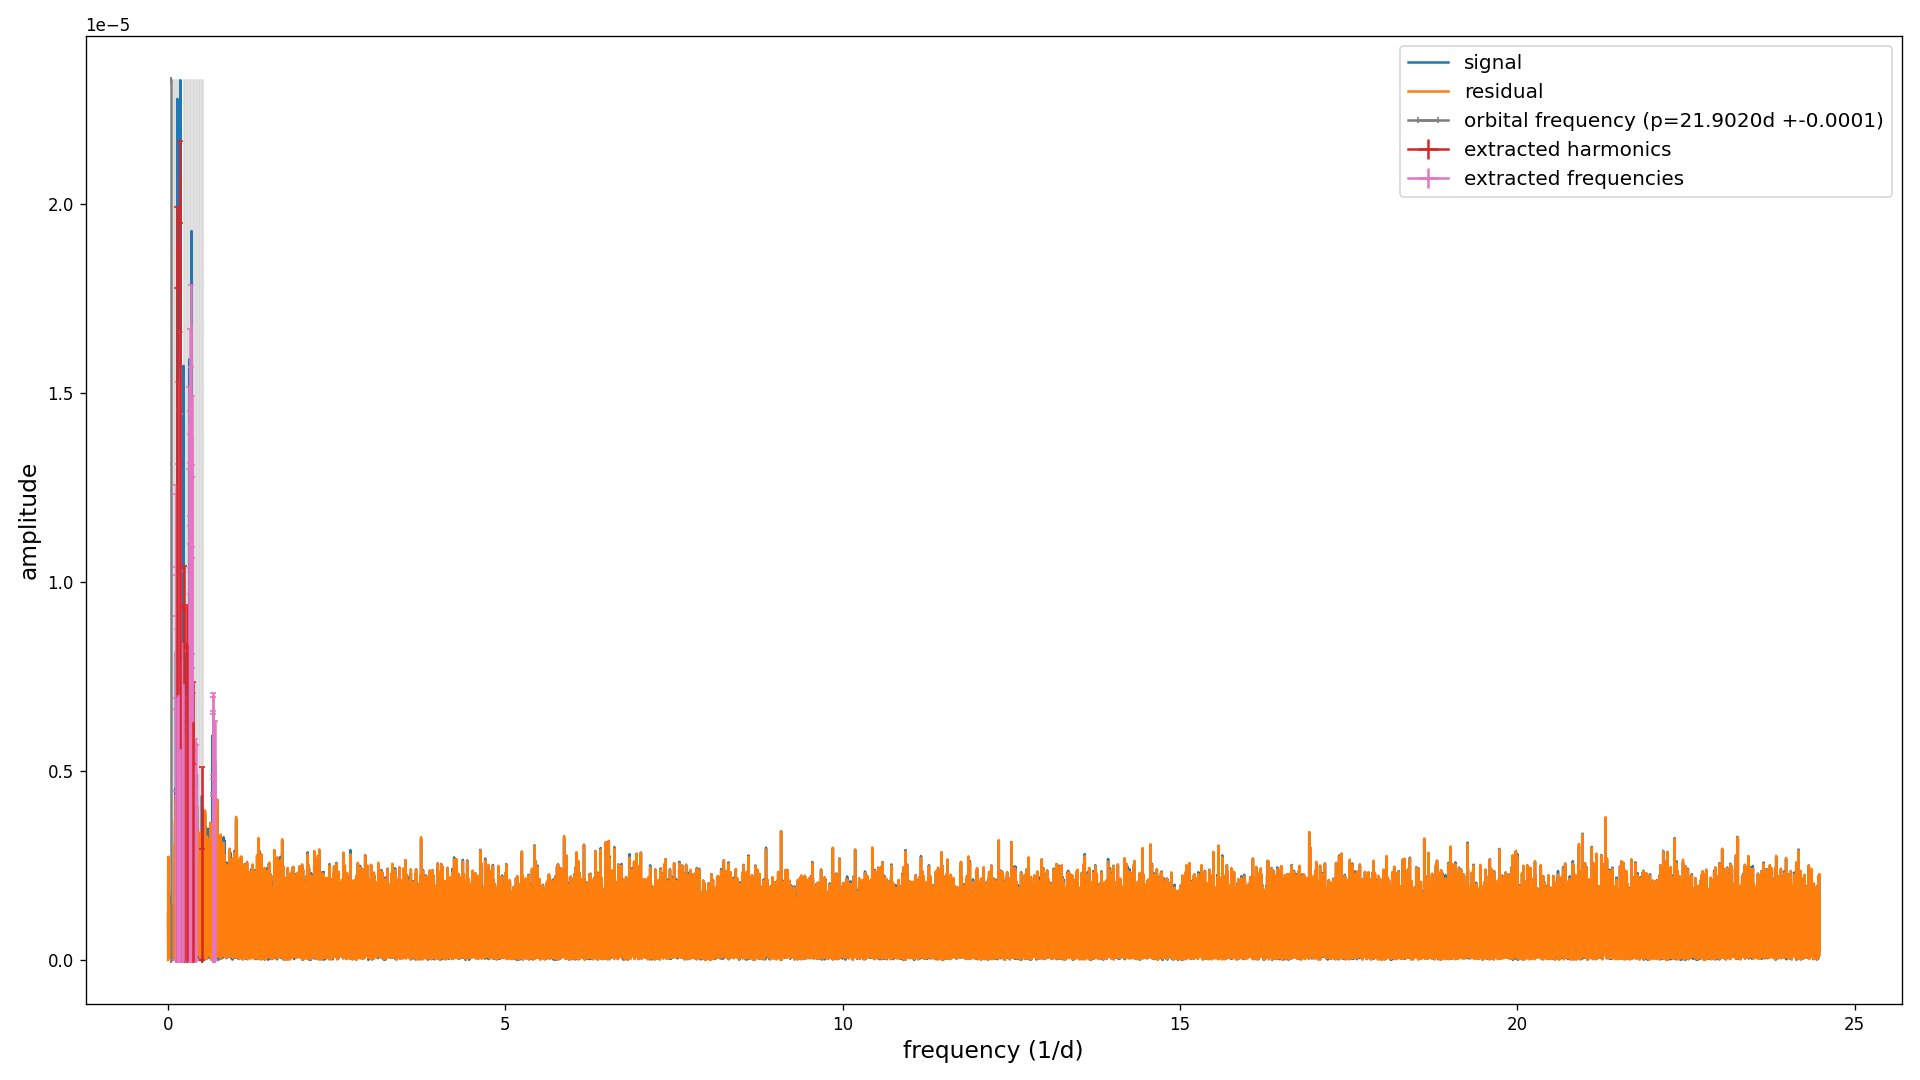 1e−5
signal
residual
orbital frequency (p=21.9020d +-0.0001)
extracted harmonics
extracted frequencies
2.0
1.5
1.0
0.5
0.0
amplitude
0
5
10
15
20
25
frequency (1/d)